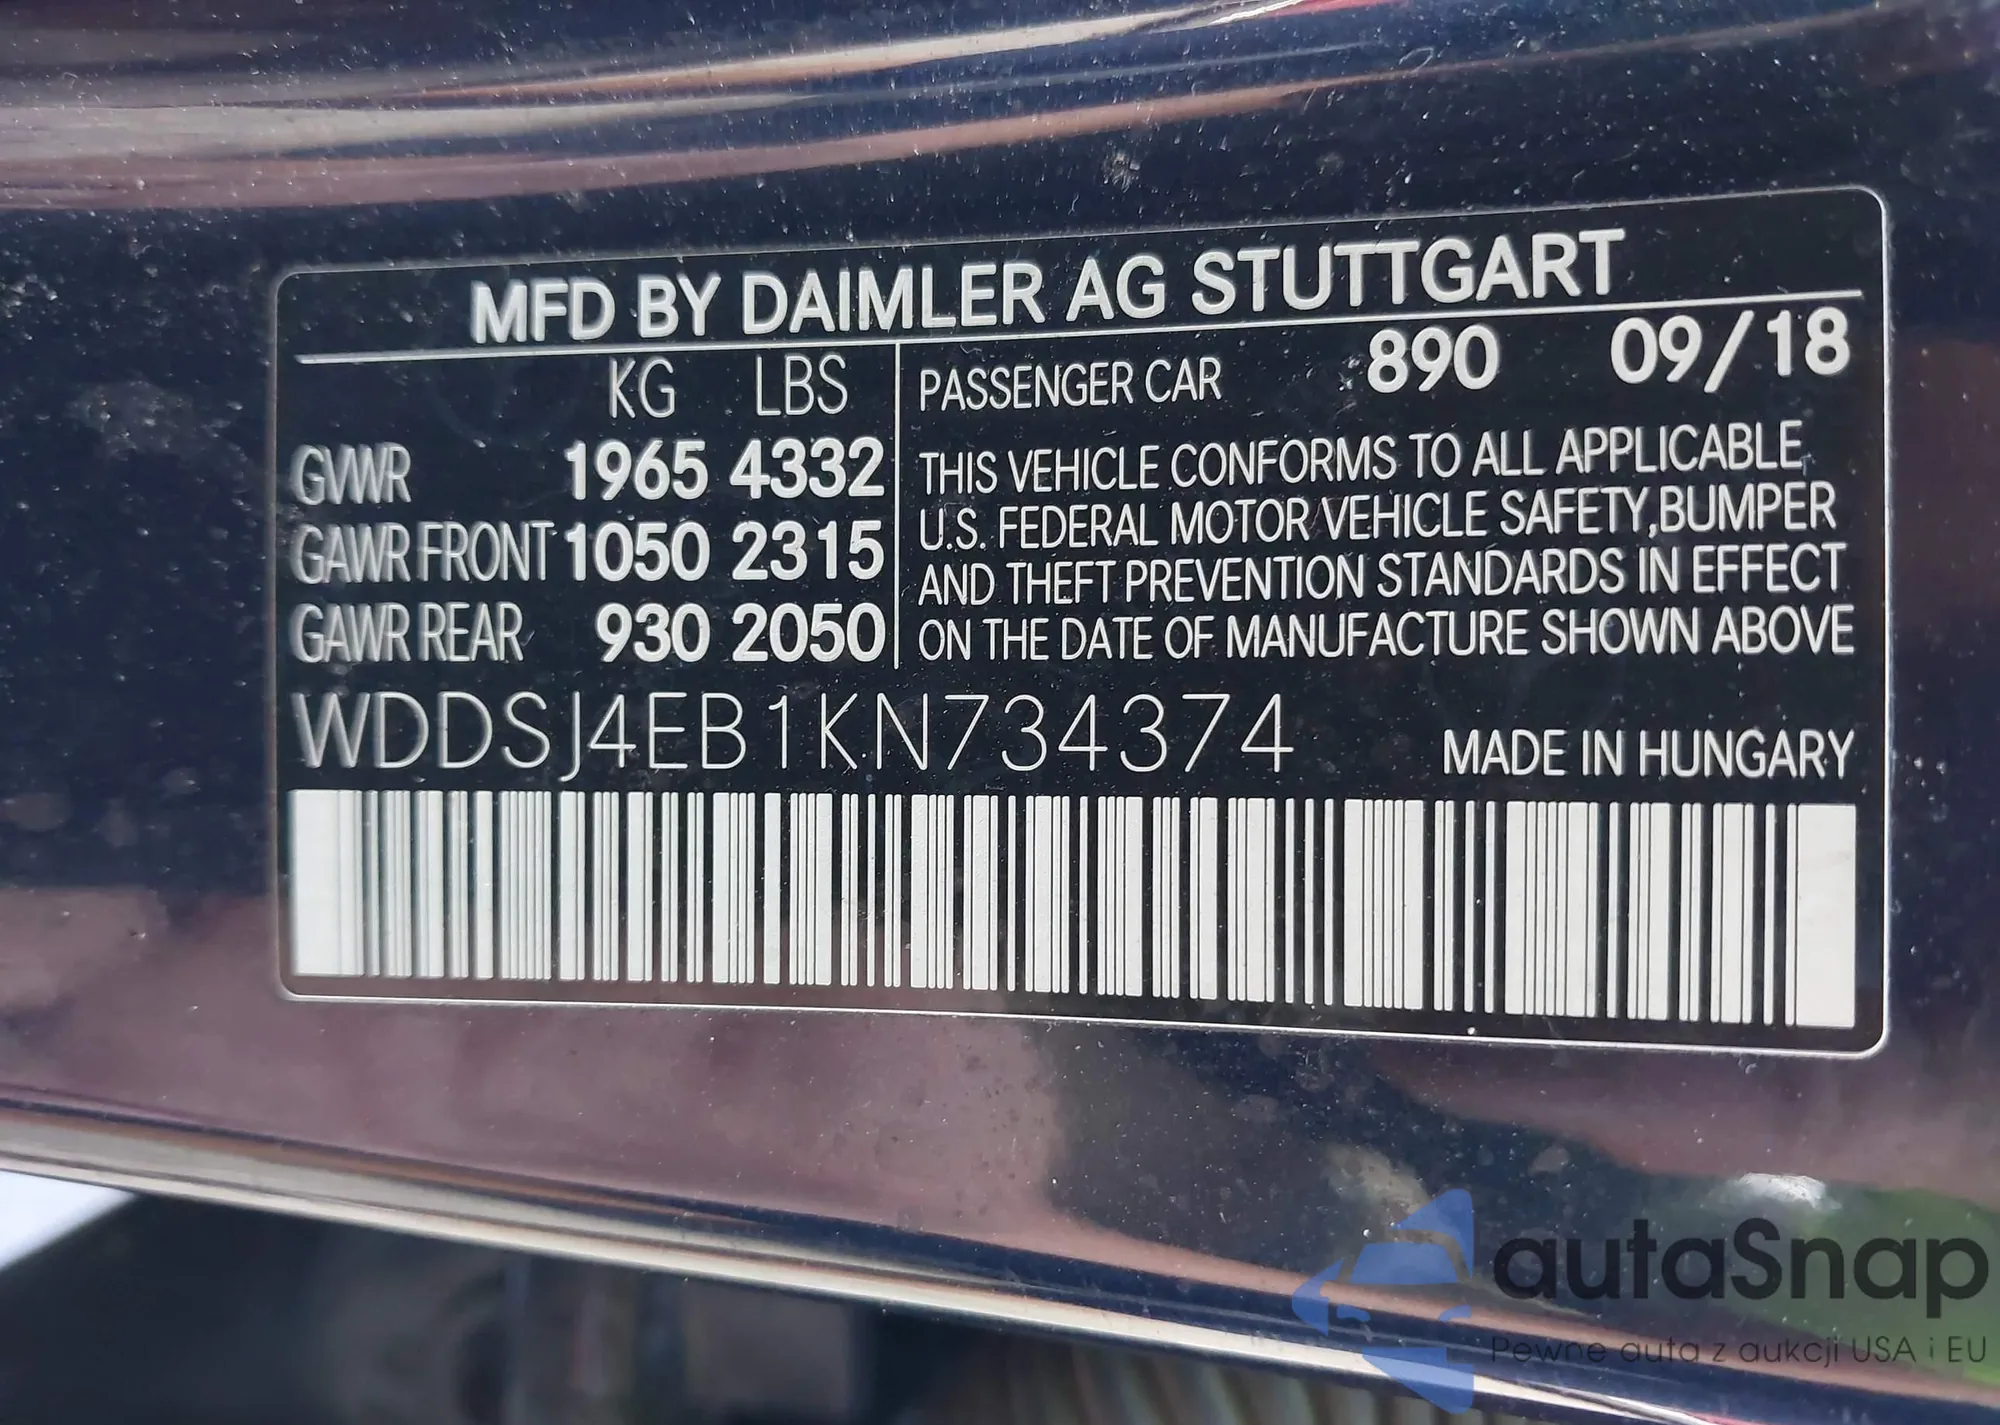 MFD BY DAIMLER AG STUTTGART
KG LBS
GVWR 1965 4332
GAWR FRONT 1050 2315
GAWR REAR 930 2050
PASSENGER CAR 890 09/18
THIS VEHICLE CONFORMS TO ALL APPLICABLE
U.S. FEDERAL MOTOR VEHICLE SAFETY,BUMPER
AND THEFT PREVENTION STANDARDS IN EFFECT
ON THE DATE OF MANUFACTURE SHOWN ABOVE
WDDSJ4EB1KN734374
MADE IN HUNGARY
autaSnap
Pewne auta z aukcji USA i EU